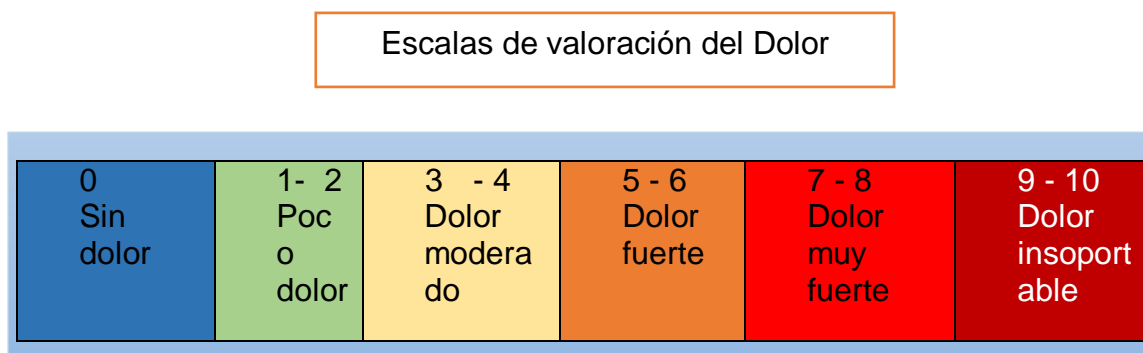 Escalas de valoración del Dolor
0
Sin
dolor
1- 2
Poc
o
dolor
3 - 4
Dolor
modera
do
5 - 6
Dolor
fuerte
7 - 8
Dolor
muy
fuerte
9 - 10
Dolor
insoport
able